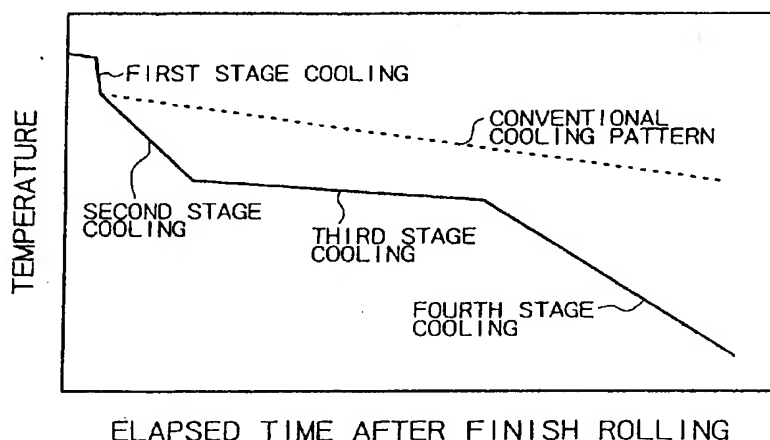 FIRST STAGE COOLING
CONVENTIONAL
COOLING PATTERN
SECOND STAGE
COOLING
THIRD STAGE
COOLING
FOURTH STAGE
COOLING
TEMPERATURE
ELAPSED TIME AFTER FINISH ROLLING